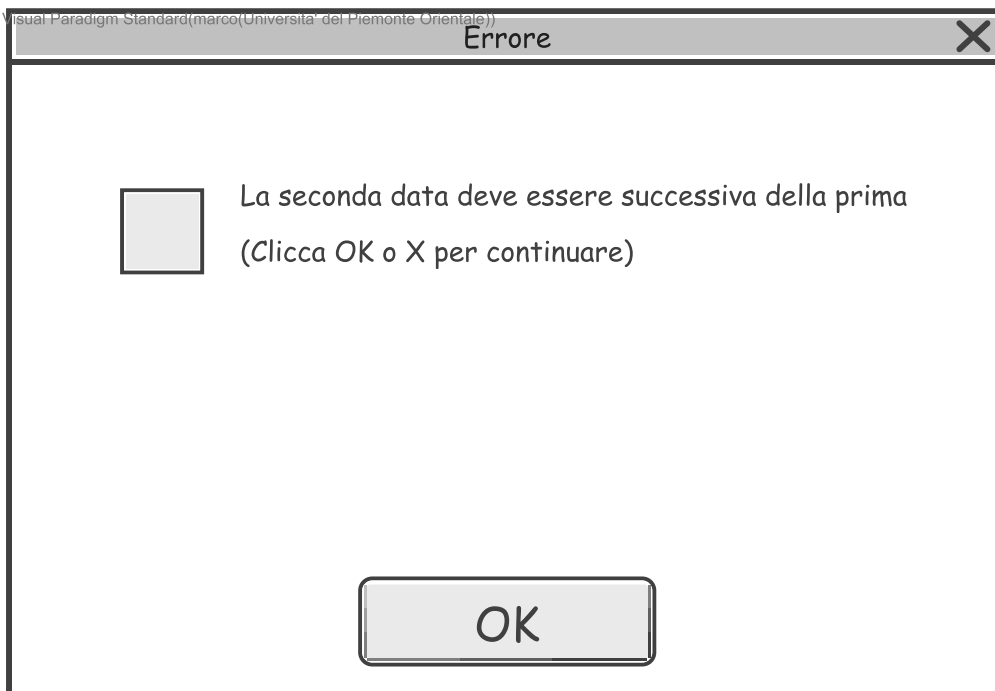 Visual Paradigm Standard(marco(Universita' del Piemonte Orientale))
Errore
La seconda data deve essere successiva della prima
(Clicca OK o X per continuare)
OK